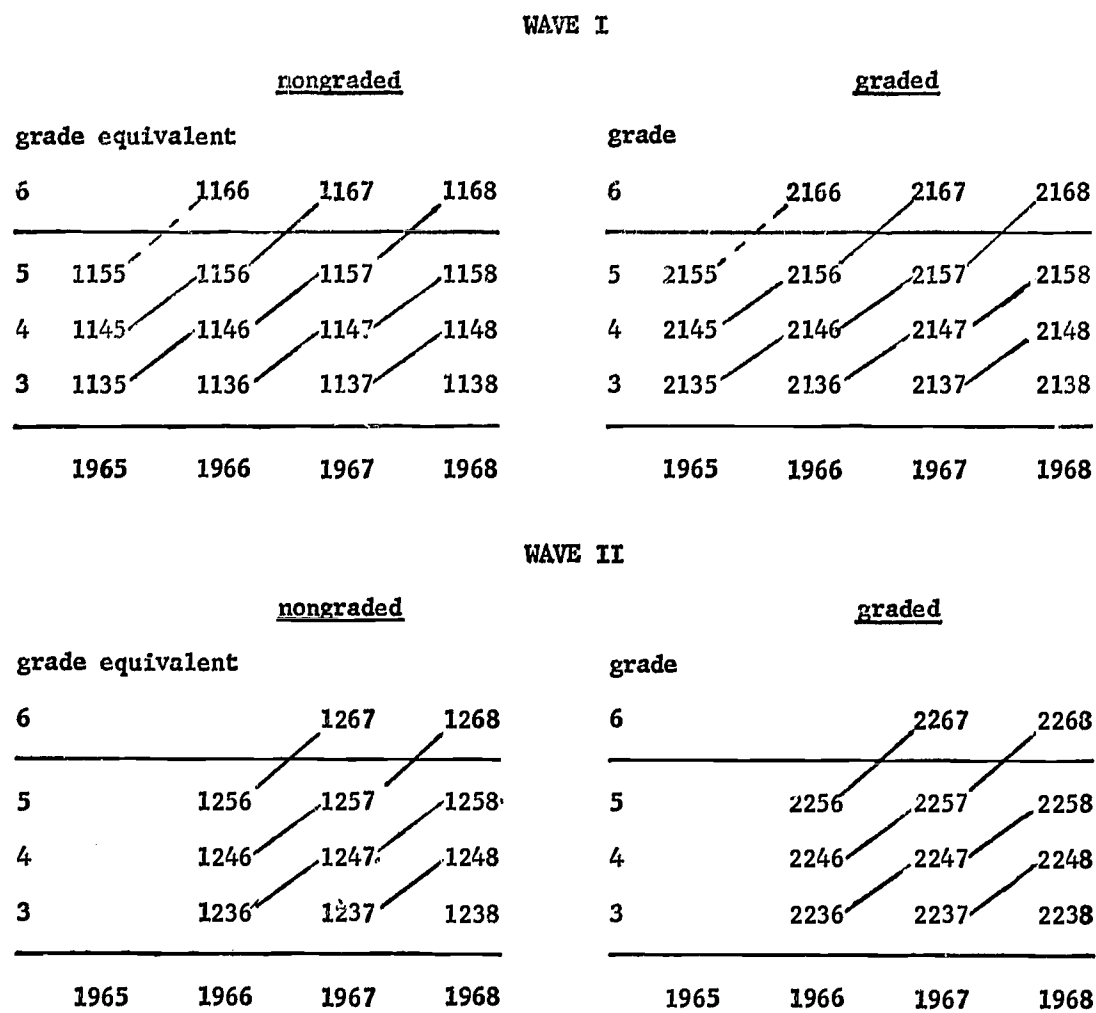 WAVE I
nongraded graded
grade equivalent grade
6 1166 1167 1168 6 2166 2167 2168
5 1155 1156 1157 1158 5 2155 2156 2157 2158
4 1145 1146 1147 1148 4 2145 2146 2147 2148
3 1135 1136 1137 1138 3 2135 2136 2137 2138
1965 1966 1967 1968 1965 1966 1967 1968
WAVE II
nongraded graded
grade equivalent grade
6 1267 1268 6 2267 2268
5 1256 1257 1258 5 2256 2257 2258
4 1246 1247 1248 4 2246 2247 2248
3 1236 1237 1238 3 2236 2237 2238
1965 1966 1967 1968 1965 1966 1967 1968